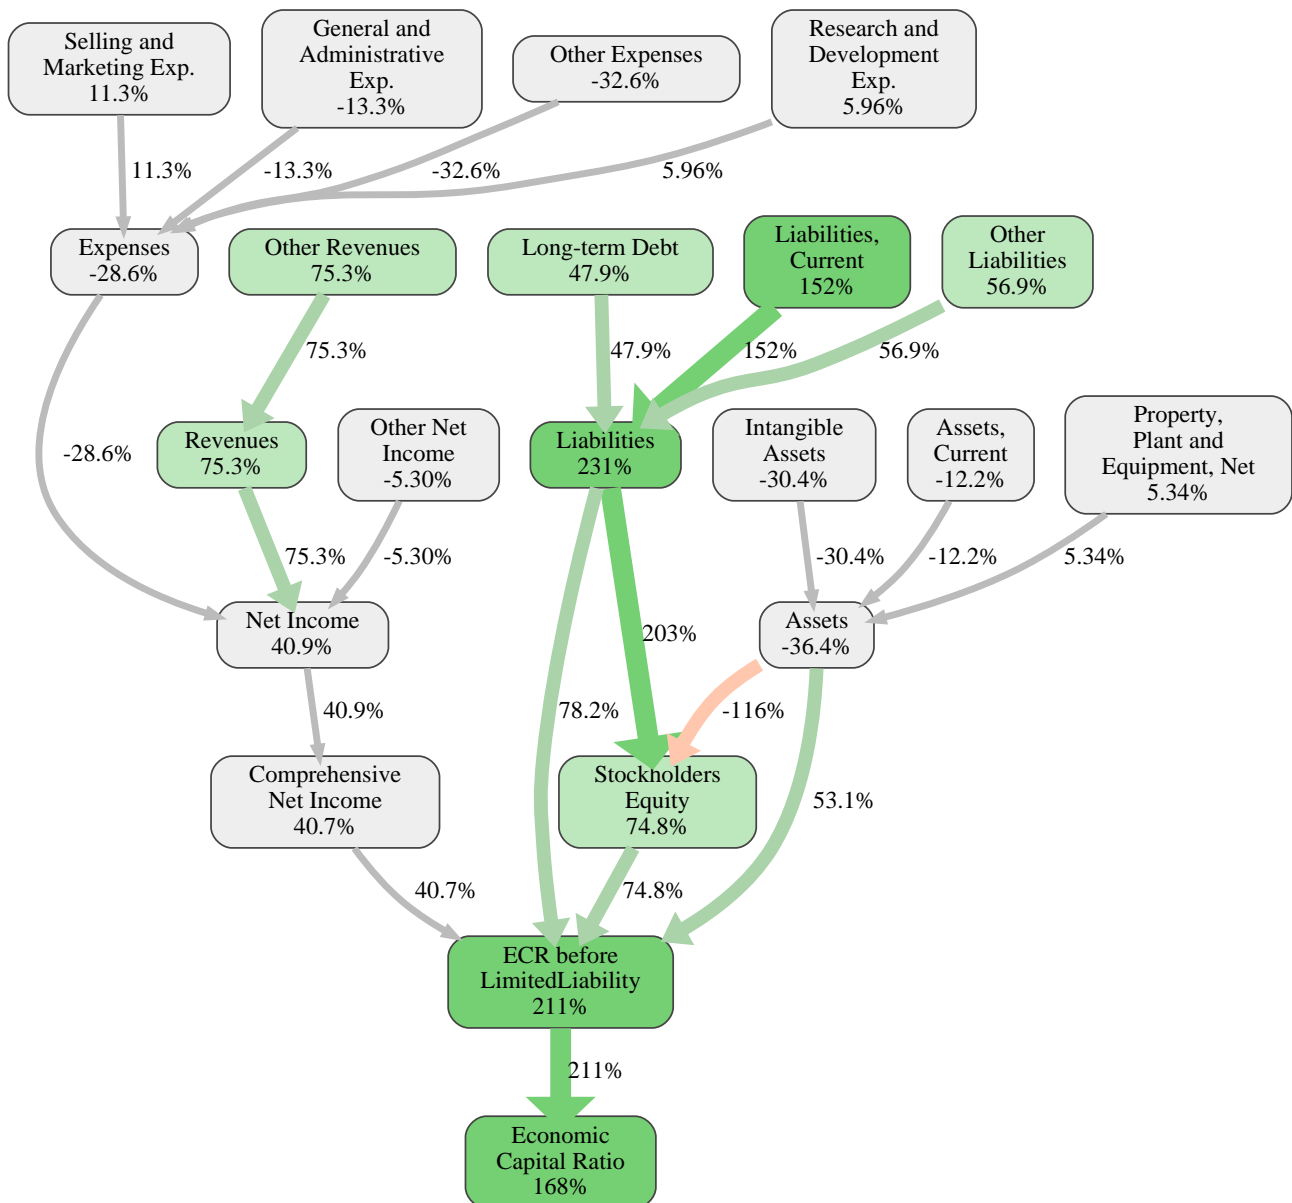 Selling and
Marketing Exp.
11.3%
General and
Administrative
Exp.
-13.3%
Other Expenses
-32.6%
Research and
Development
Exp.
5.96%
11.3%
-13.3%
-32.6%
5.96%
Expenses
-28.6%
Other Revenues
75.3%
Long-term Debt
47.9%
Liabilities,
Current
152%
Other
Liabilities
56.9%
75.3%
47.9%
152%
56.9%
-28.6%
Revenues
75.3%
Other Net
Income
-5.30%
Liabilities
231%
Intangible
Assets
-30.4%
Assets,
Current
-12.2%
Property,
Plant and
Equipment, Net
5.34%
75.3%
-5.30%
-30.4%
-12.2%
5.34%
Net Income
40.9%
203%
Assets
-36.4%
40.9%
78.2%
-116%
Comprehensive
Net Income
40.7%
Stockholders
Equity
74.8%
53.1%
40.7%
74.8%
ECR before
LimitedLiability
211%
211%
Economic
Capital Ratio
168%